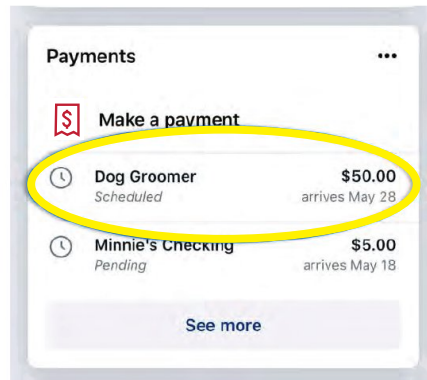 Payments
Make a payment
Dog Groomer $50.00
Scheduled arrives May 28
Minnie's Checking $5.00
Pending arrives May 18
See more